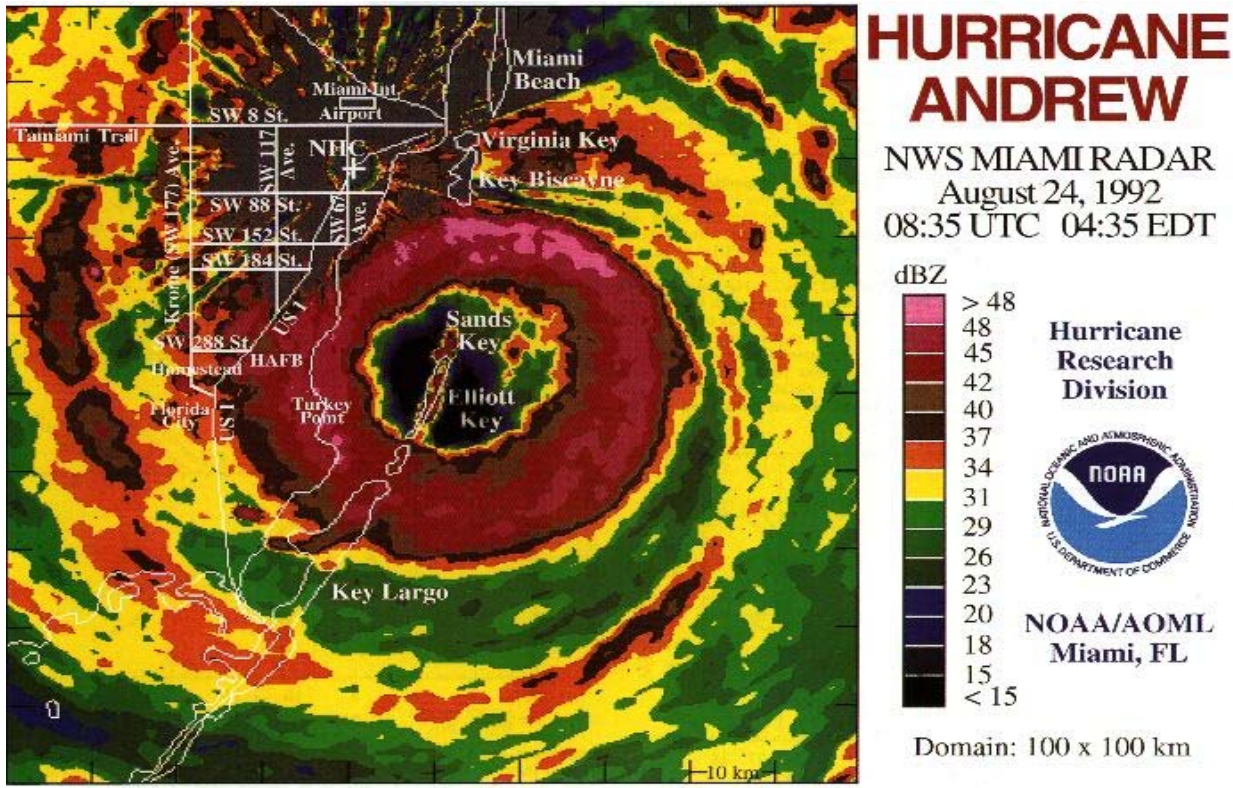 Miami
Beach
Miami Int.
Airport
SW 8 St.
Tamiami Trail
Virginia Key
NHC
Key Biscayne
Krome (SW 177) Ave.
SW 117
Ave.
SW 88 St.
SW 67
Ave.
SW 152 St.
SW 184 St.
US 1
Sands
Key
SW 288 St.
HAFB
Homestead
Elliott
Key
Turkey
Point
Florida
City
US 1
Key Largo
10 km
HURRICANE
ANDREW
NWS MIAMI RADAR
August 24, 1992
08:35 UTC 04:35 EDT
dBZ
> 48
48
45
42
40
37
34
31
29
26
23
20
18
15
< 15
Hurricane
Research
Division
NATIONAL OCEANIC AND ATMOSPHERIC ADMINISTRATION
NOAA
U.S. DEPARTMENT OF COMMERCE
NOAA/AOML
Miami, FL
Domain: 100 x 100 km